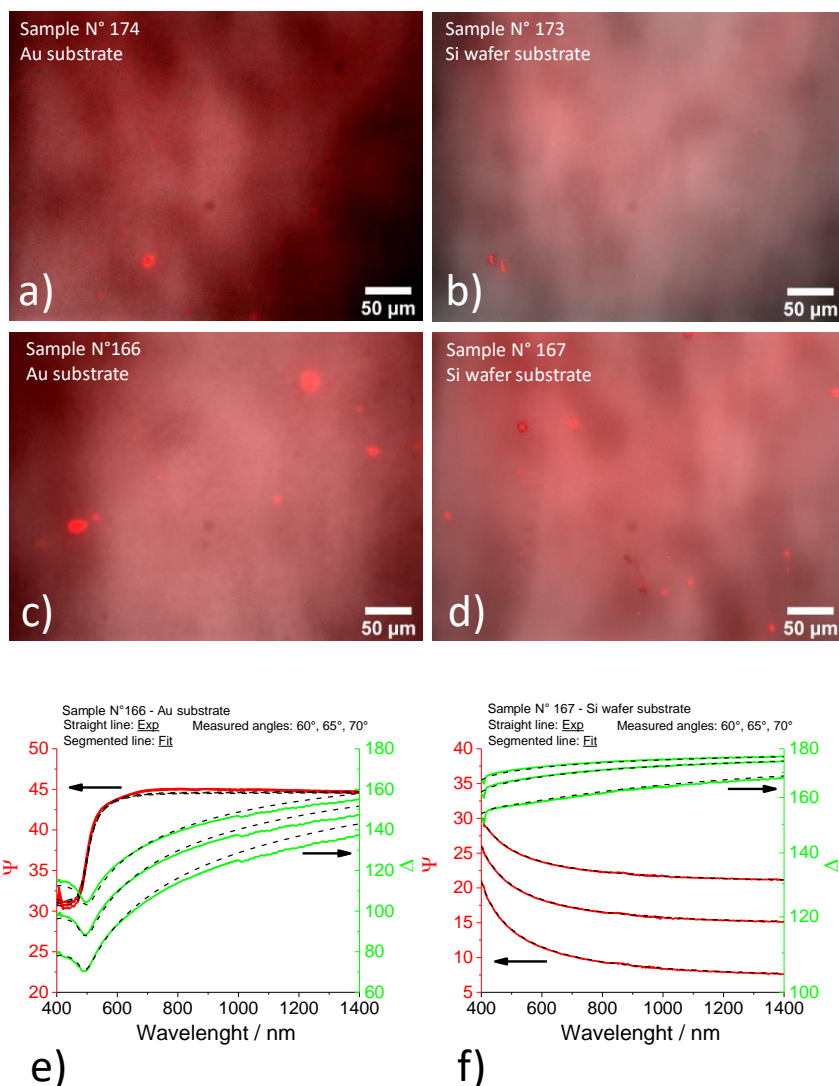 Sample N° 174
Au substrate
50 µm
a)
Sample N° 173
Si wafer substrate
50 µm
b)
Sample N°166
Au substrate
50 µm
c)
Sample N° 167
Si wafer substrate
50 µm
d)
Sample N°166 - Au substrate
Straight line: Exp Measured angles: 60°, 65°, 70°
Segmented line: Fit
50
45
40
35
30
25
20
Ψ
180
160
140
120
100
80
60
Δ
400 600 800 1000 1200 1400
Wavelenght / nm
e)
Sample N° 167 - Si wafer substrate
Straight line: Exp Measured angles: 60°, 65°, 70°
Segmented line: Fit
40
35
30
25
20
15
10
5
Ψ
180
160
140
120
100
Δ
400 600 800 1000 1200 1400
Wavelenght / nm
f)